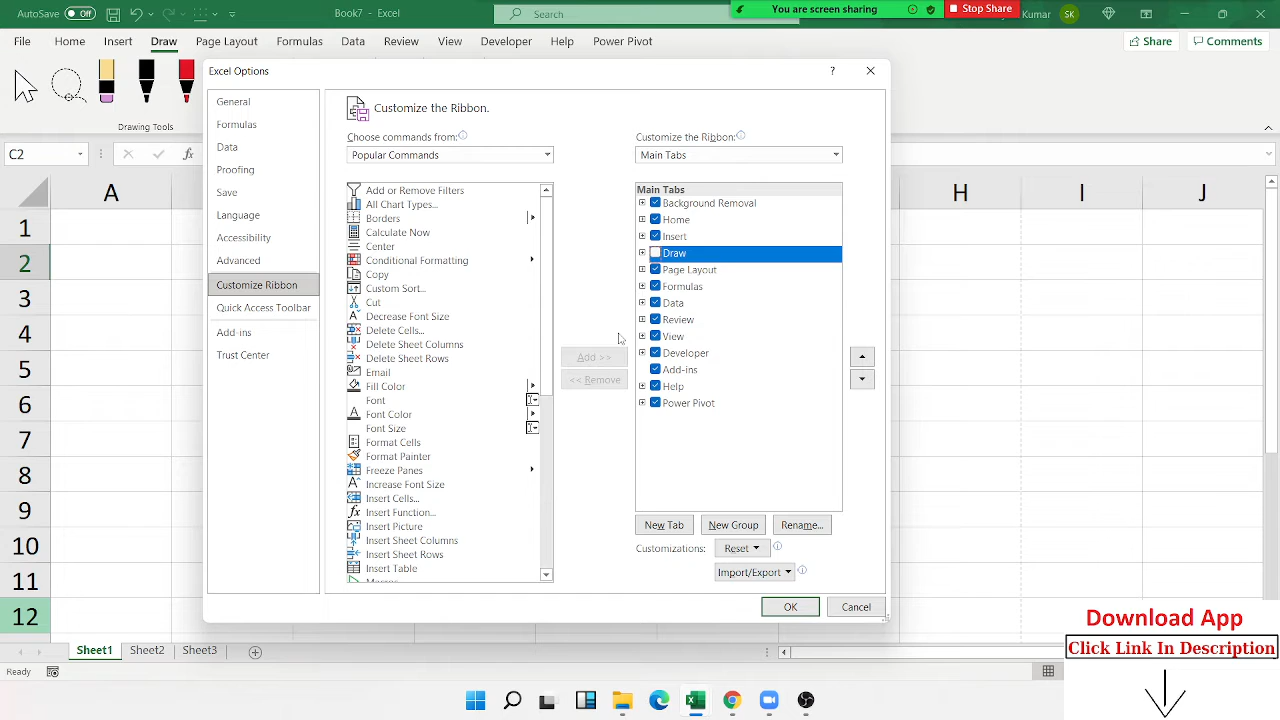 AutoSave Off Book7 - Excel Search You are screen sharing Stop Share Kumar SK
File Home Insert Draw Page Layout Formulas Data Review View Developer Help Power Pivot Share Comments
Drawing Tools
Excel Options
General
Formulas
Data
Proofing
Save
Language
Accessibility
Advanced
Customize Ribbon
Quick Access Toolbar
Add-ins
Trust Center
Customize the Ribbon.
Choose commands from:
Popular Commands
Add or Remove Filters
All Chart Types...
Borders
Calculate Now
Center
Conditional Formatting
Copy
Custom Sort...
Cut
Decrease Font Size
Delete Cells...
Delete Sheet Columns
Delete Sheet Rows
Email
Fill Color
Font
Font Color
Font Size
Format Cells
Format Painter
Freeze Panes
Increase Font Size
Insert Cells...
Insert Function...
Insert Picture
Insert Sheet Columns
Insert Sheet Rows
Insert Table
Macros
Add >>
<< Remove
Customize the Ribbon:
Main Tabs
Main Tabs
Background Removal
Home
Insert
Draw
Page Layout
Formulas
Data
Review
View
Developer
Add-ins
Help
Power Pivot
New Tab New Group Rename...
Customizations: Reset
Import/Export
OK Cancel
C2 fx
A H I J
1
2
3
4
5
6
7
8
9
10
11
12
Sheet1 Sheet2 Sheet3
Ready
Download App
Click Link In Description